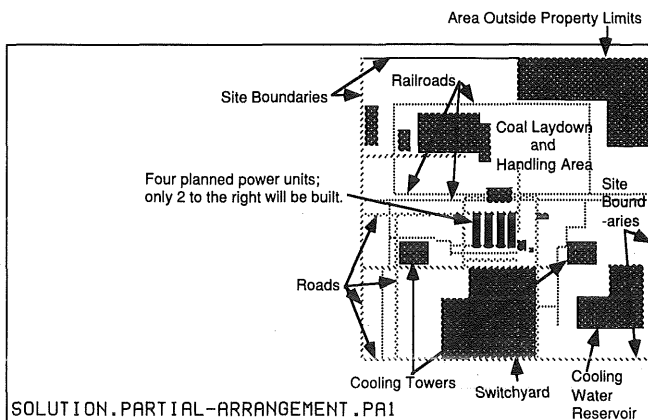 Area Outside Property Limits
Site Boundaries
Railroads
Coal Laydown
and
Handling Area
Four planned power units;
only 2 to the right will be built.
Site
Bound
-aries
Roads
Cooling Towers
Switchyard
Cooling
Water
Reservoir
SOLUTION.PARTIAL-ARRANGEMENT.PA1